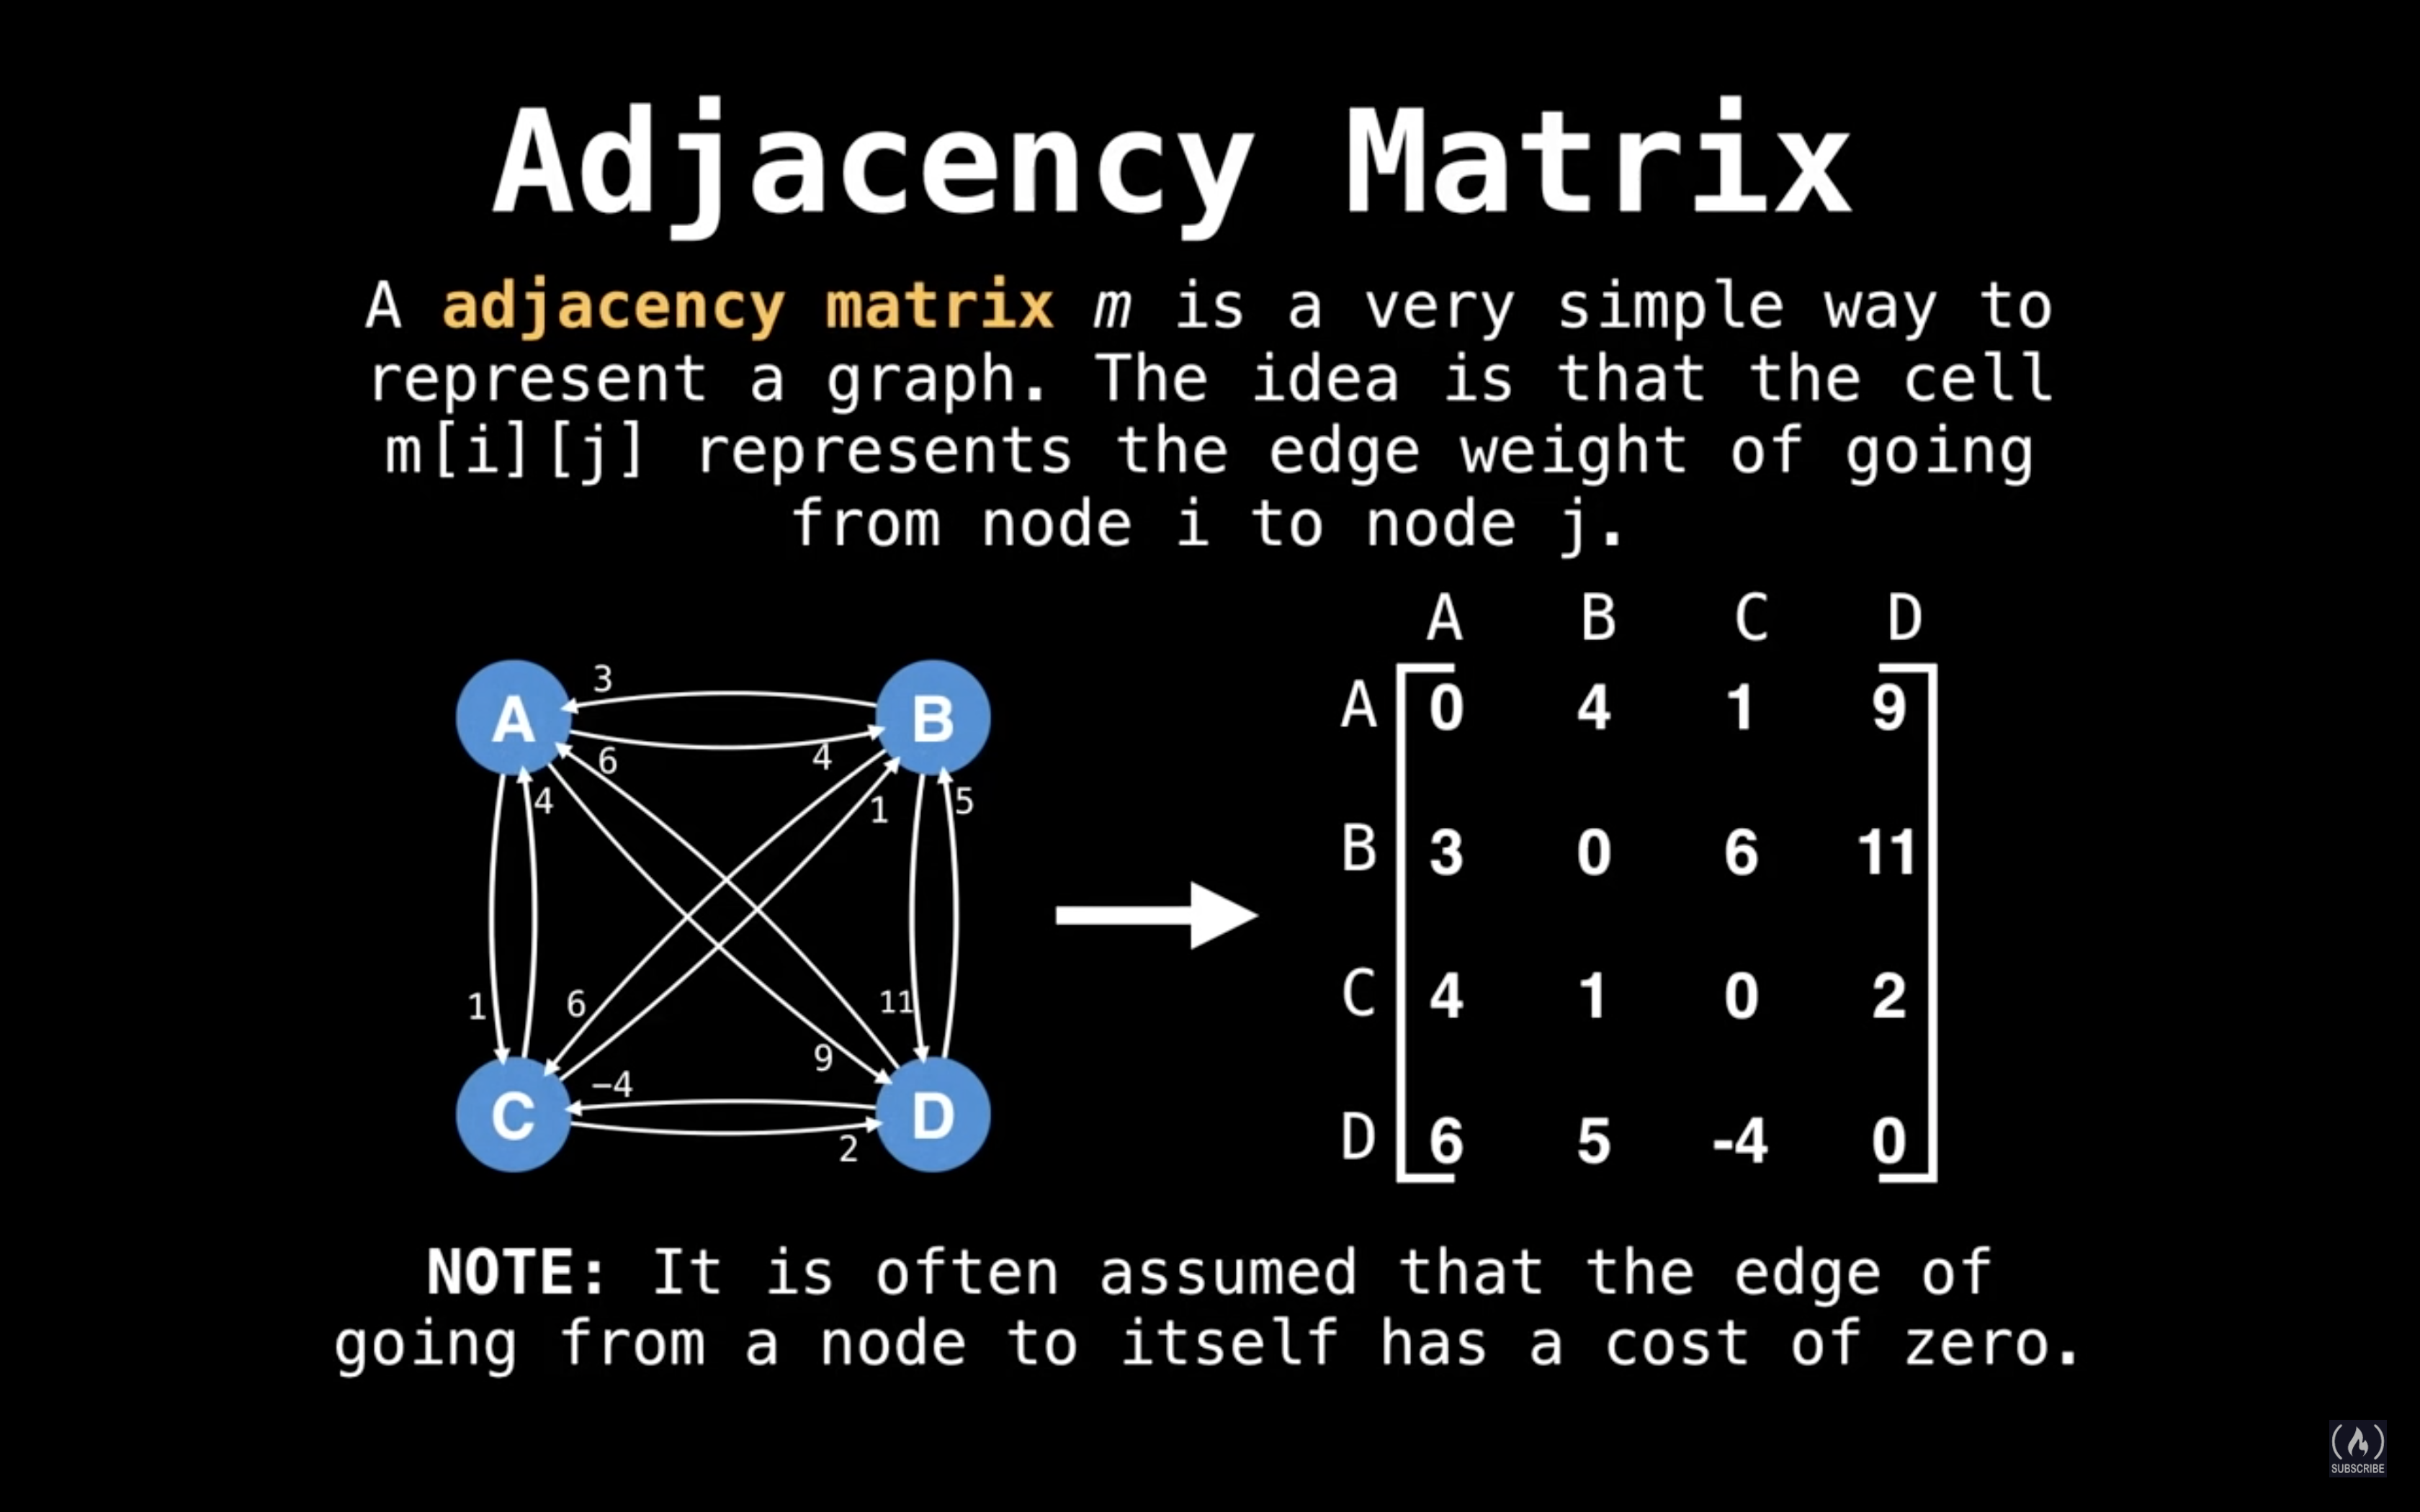 Adjacency Matrix
A adjacency matrix m is a very simple way to
represent a graph. The idea is that the cell
m[i][j] represents the edge weight of going
from node i to node j.
A B C D
3
A B
6 4
4 1 5
1 6 11
9
−4
C D
2
A 0 4 1 9
B 3 0 6 11
C 4 1 0 2
D 6 5 -4 0
NOTE: It is often assumed that the edge of
going from a node to itself has a cost of zero.
SUBSCRIBE